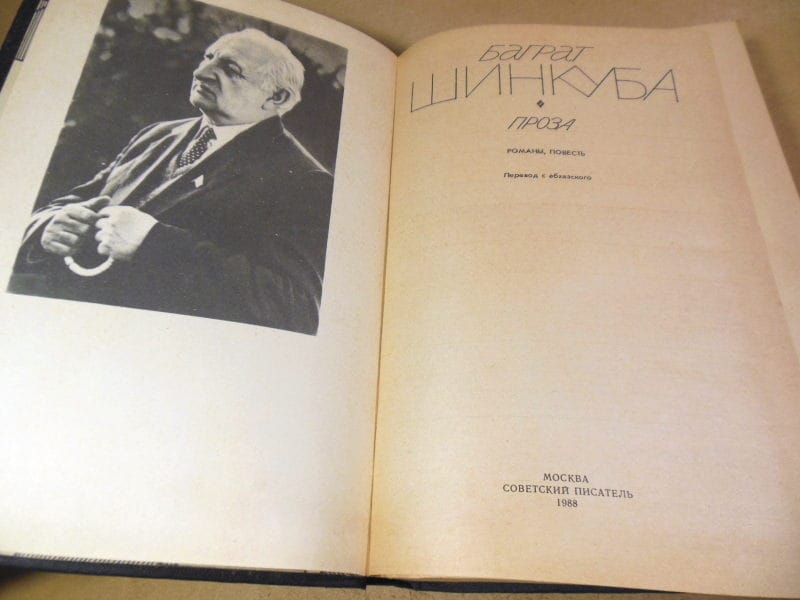 Баграт
ШИНКУБА
ПРОЗА
РОМАНЫ, ПОВЕСТЬ
Перевод с абхазского
МОСКВА
СОВЕТСКИЙ ПИСАТЕЛЬ
1988